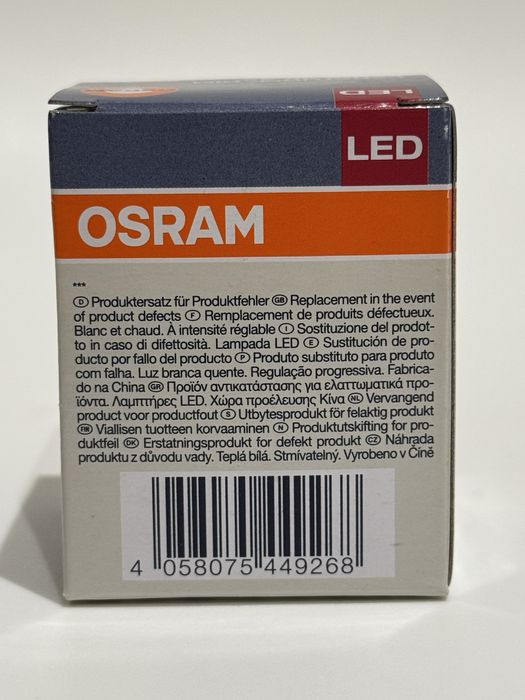 LED
LED
OSRAM
***
Ⓓ Produktersatz für Produktfehler ⒼⒷ Replacement in the event
of product defects Ⓕ Remplacement de produits défectueux.
Blanc et chaud. À intensité réglable Ⓘ Sostituzione del prodot-
to in caso di difettosità. Lampada LED Ⓔ Sustitución de pro-
ducto por fallo del producto Ⓟ Produto substituto para produto
com falha. Luz branca quente. Regulação progressiva. Fabrica-
do na China ⒼⓇ Προϊόν αντικατάστασης για ελαττωματικά προ-
ϊόντα. Λαμπτήρες LED. Χώρα προέλευσης Κίνα ⓃⓁ Vervangend
product voor productfout Ⓢ Utbytesprodukt för felaktig produkt
ⒻⒾⓃ Viallisen tuotteen korvaaminen Ⓝ Produktutskifting for pro-
duktfeil ⒹⓀ Erstatningsprodukt for defekt produkt ⒸⓏ Náhrada
produktu z důvodu vady. Teplá bílá. Stmívatelný. Vyrobeno v Číně
4 058075 449268